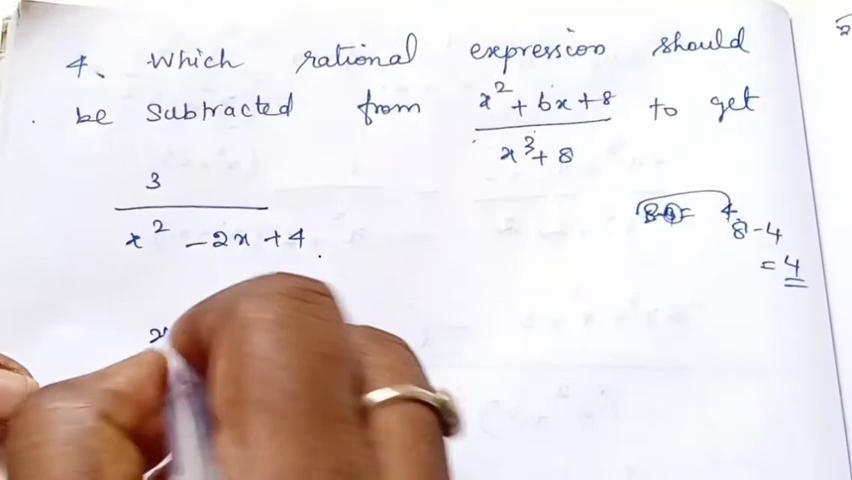 4. Which rational expression should
be subtracted from x² + 6x + 8 / x³ + 8 to get
3 / x² - 2x + 4.
8 - 4
= 4
x